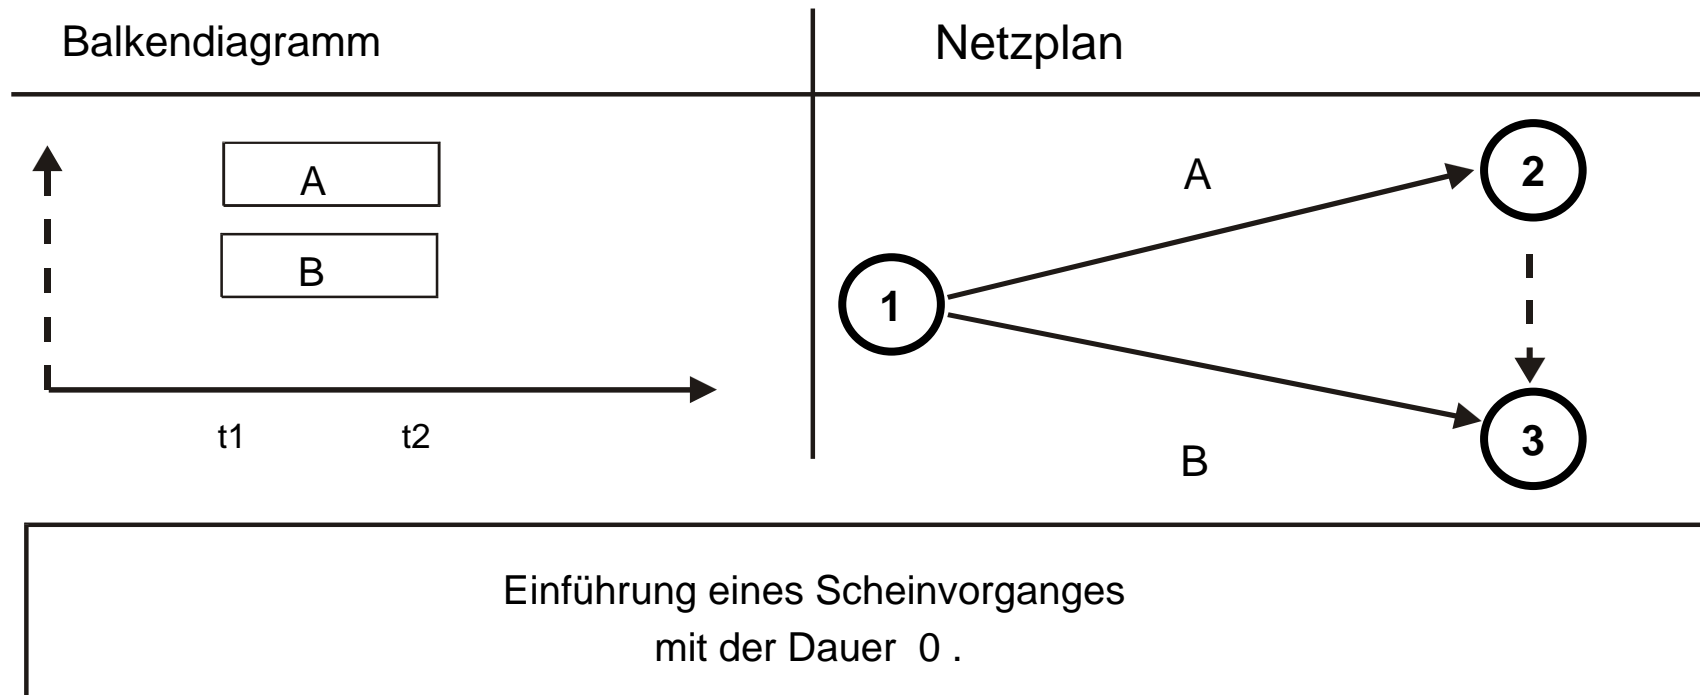 Balkendiagramm
Netzplan
A
B
t1 t2
A
2
1
3
B
Einführung eines Scheinvorganges
mit der Dauer 0 .